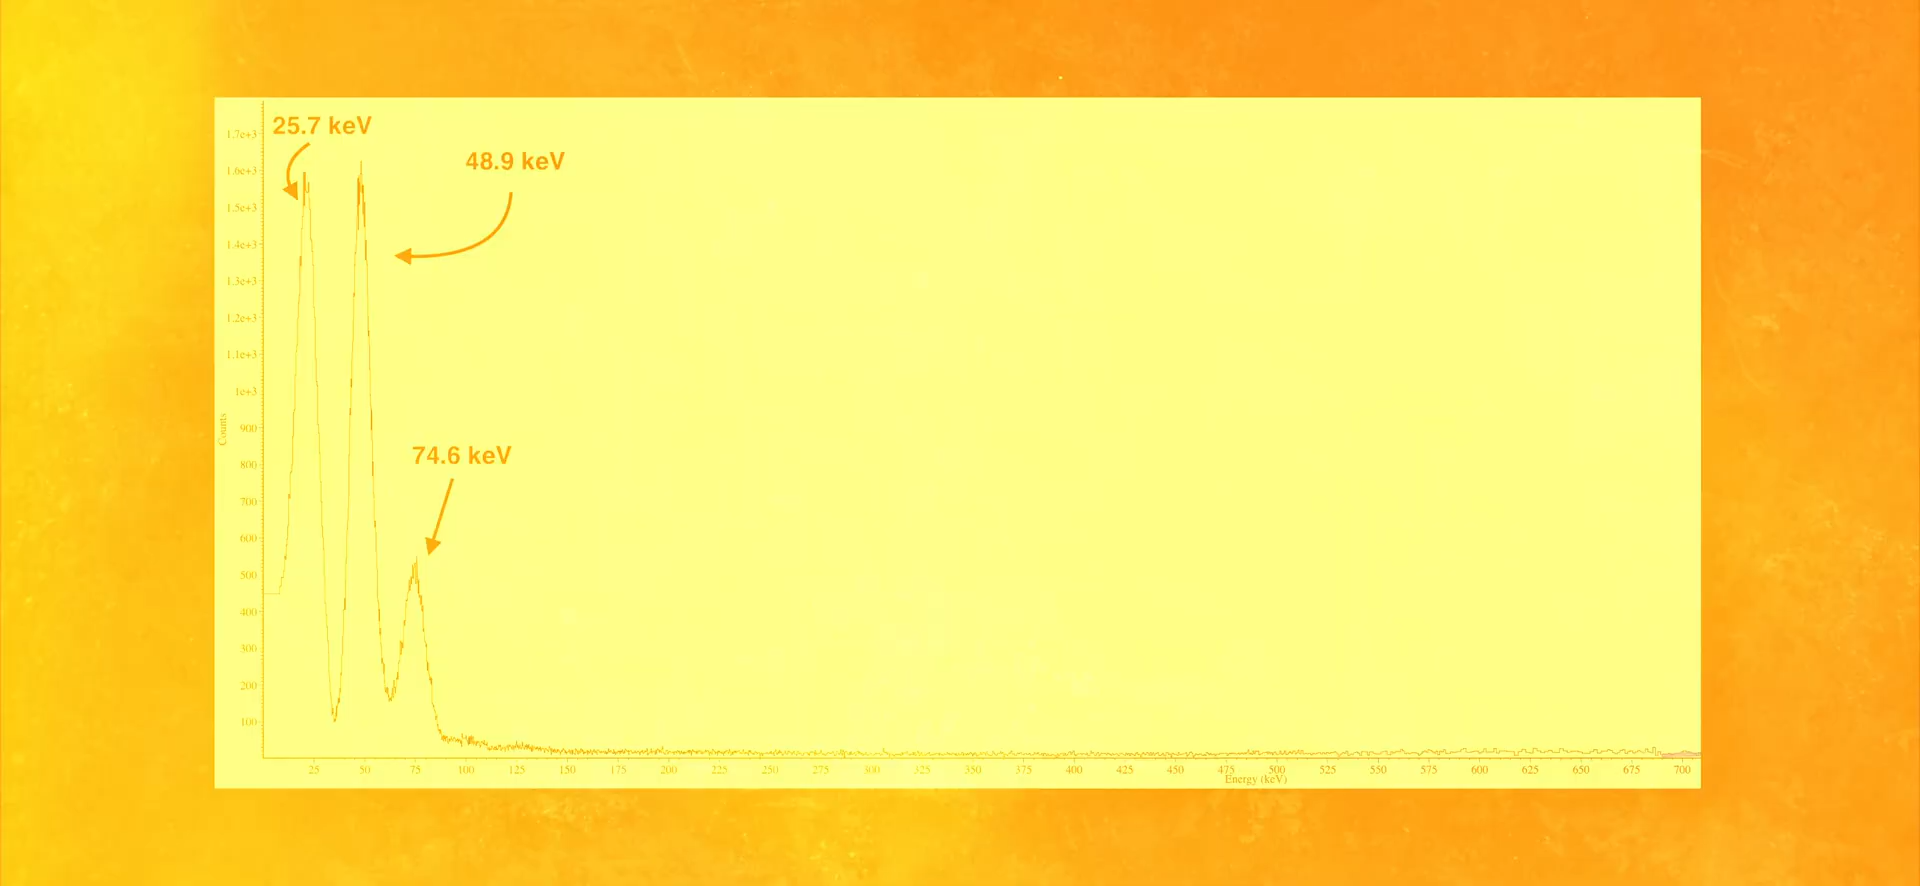 25.7 keV
48.9 keV
74.6 keV
1.7e+3
1.6e+3
1.5e+3
1.4e+3
1.3e+3
1.2e+3
1.1e+3
1e+3
900
800
700
600
500
400
300
200
100
Counts
25 50 75 100 125 150 175 200 225 250 275 300 325 350 375 400 425 450 475 500 525 550 575 600 625 650 675 700
Energy (keV)